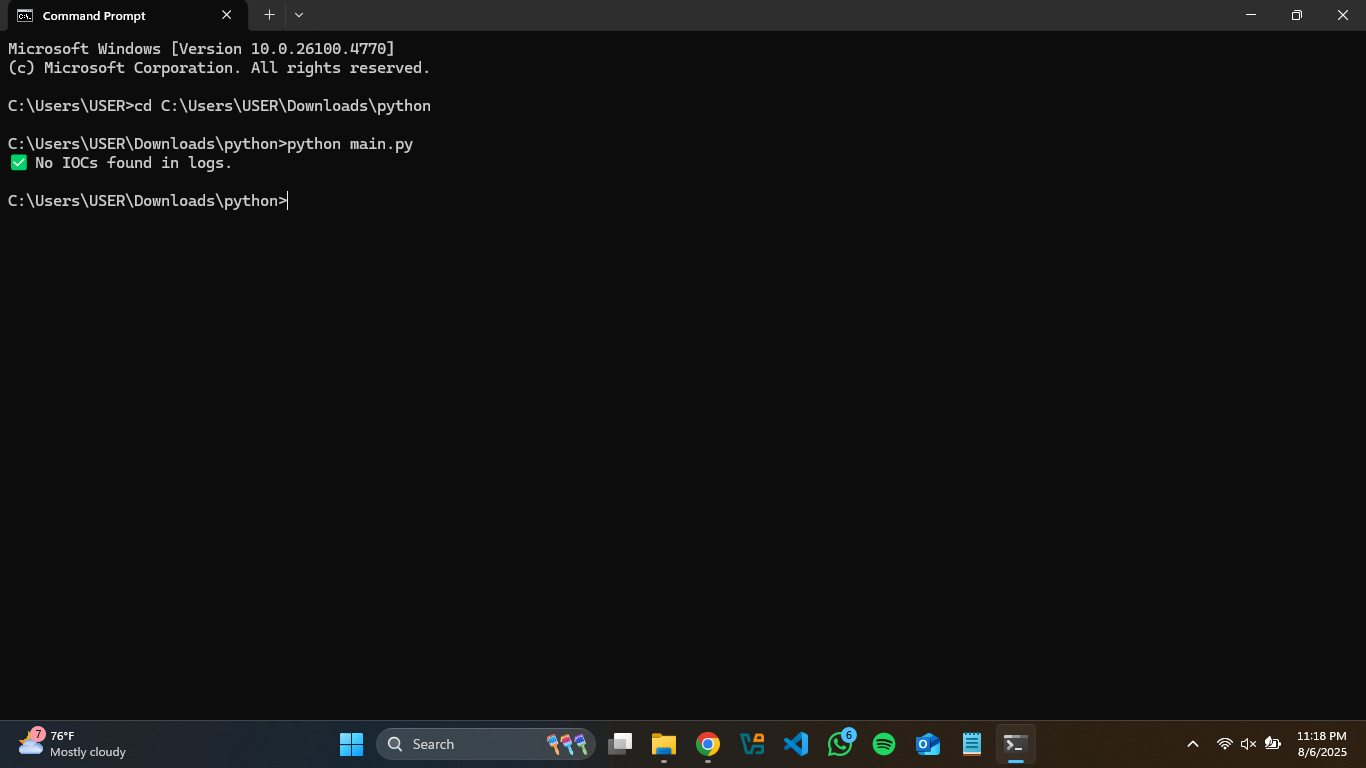 Command Prompt
Microsoft Windows [Version 10.0.26100.4770]
(c) Microsoft Corporation. All rights reserved.
C:\Users\USER>cd C:\Users\USER\Downloads\python
C:\Users\USER\Downloads\python>python main.py
✅ No IOCs found in logs.
C:\Users\USER\Downloads\python>
7
76°F
Mostly cloudy
Search
6
11:18 PM
8/6/2025